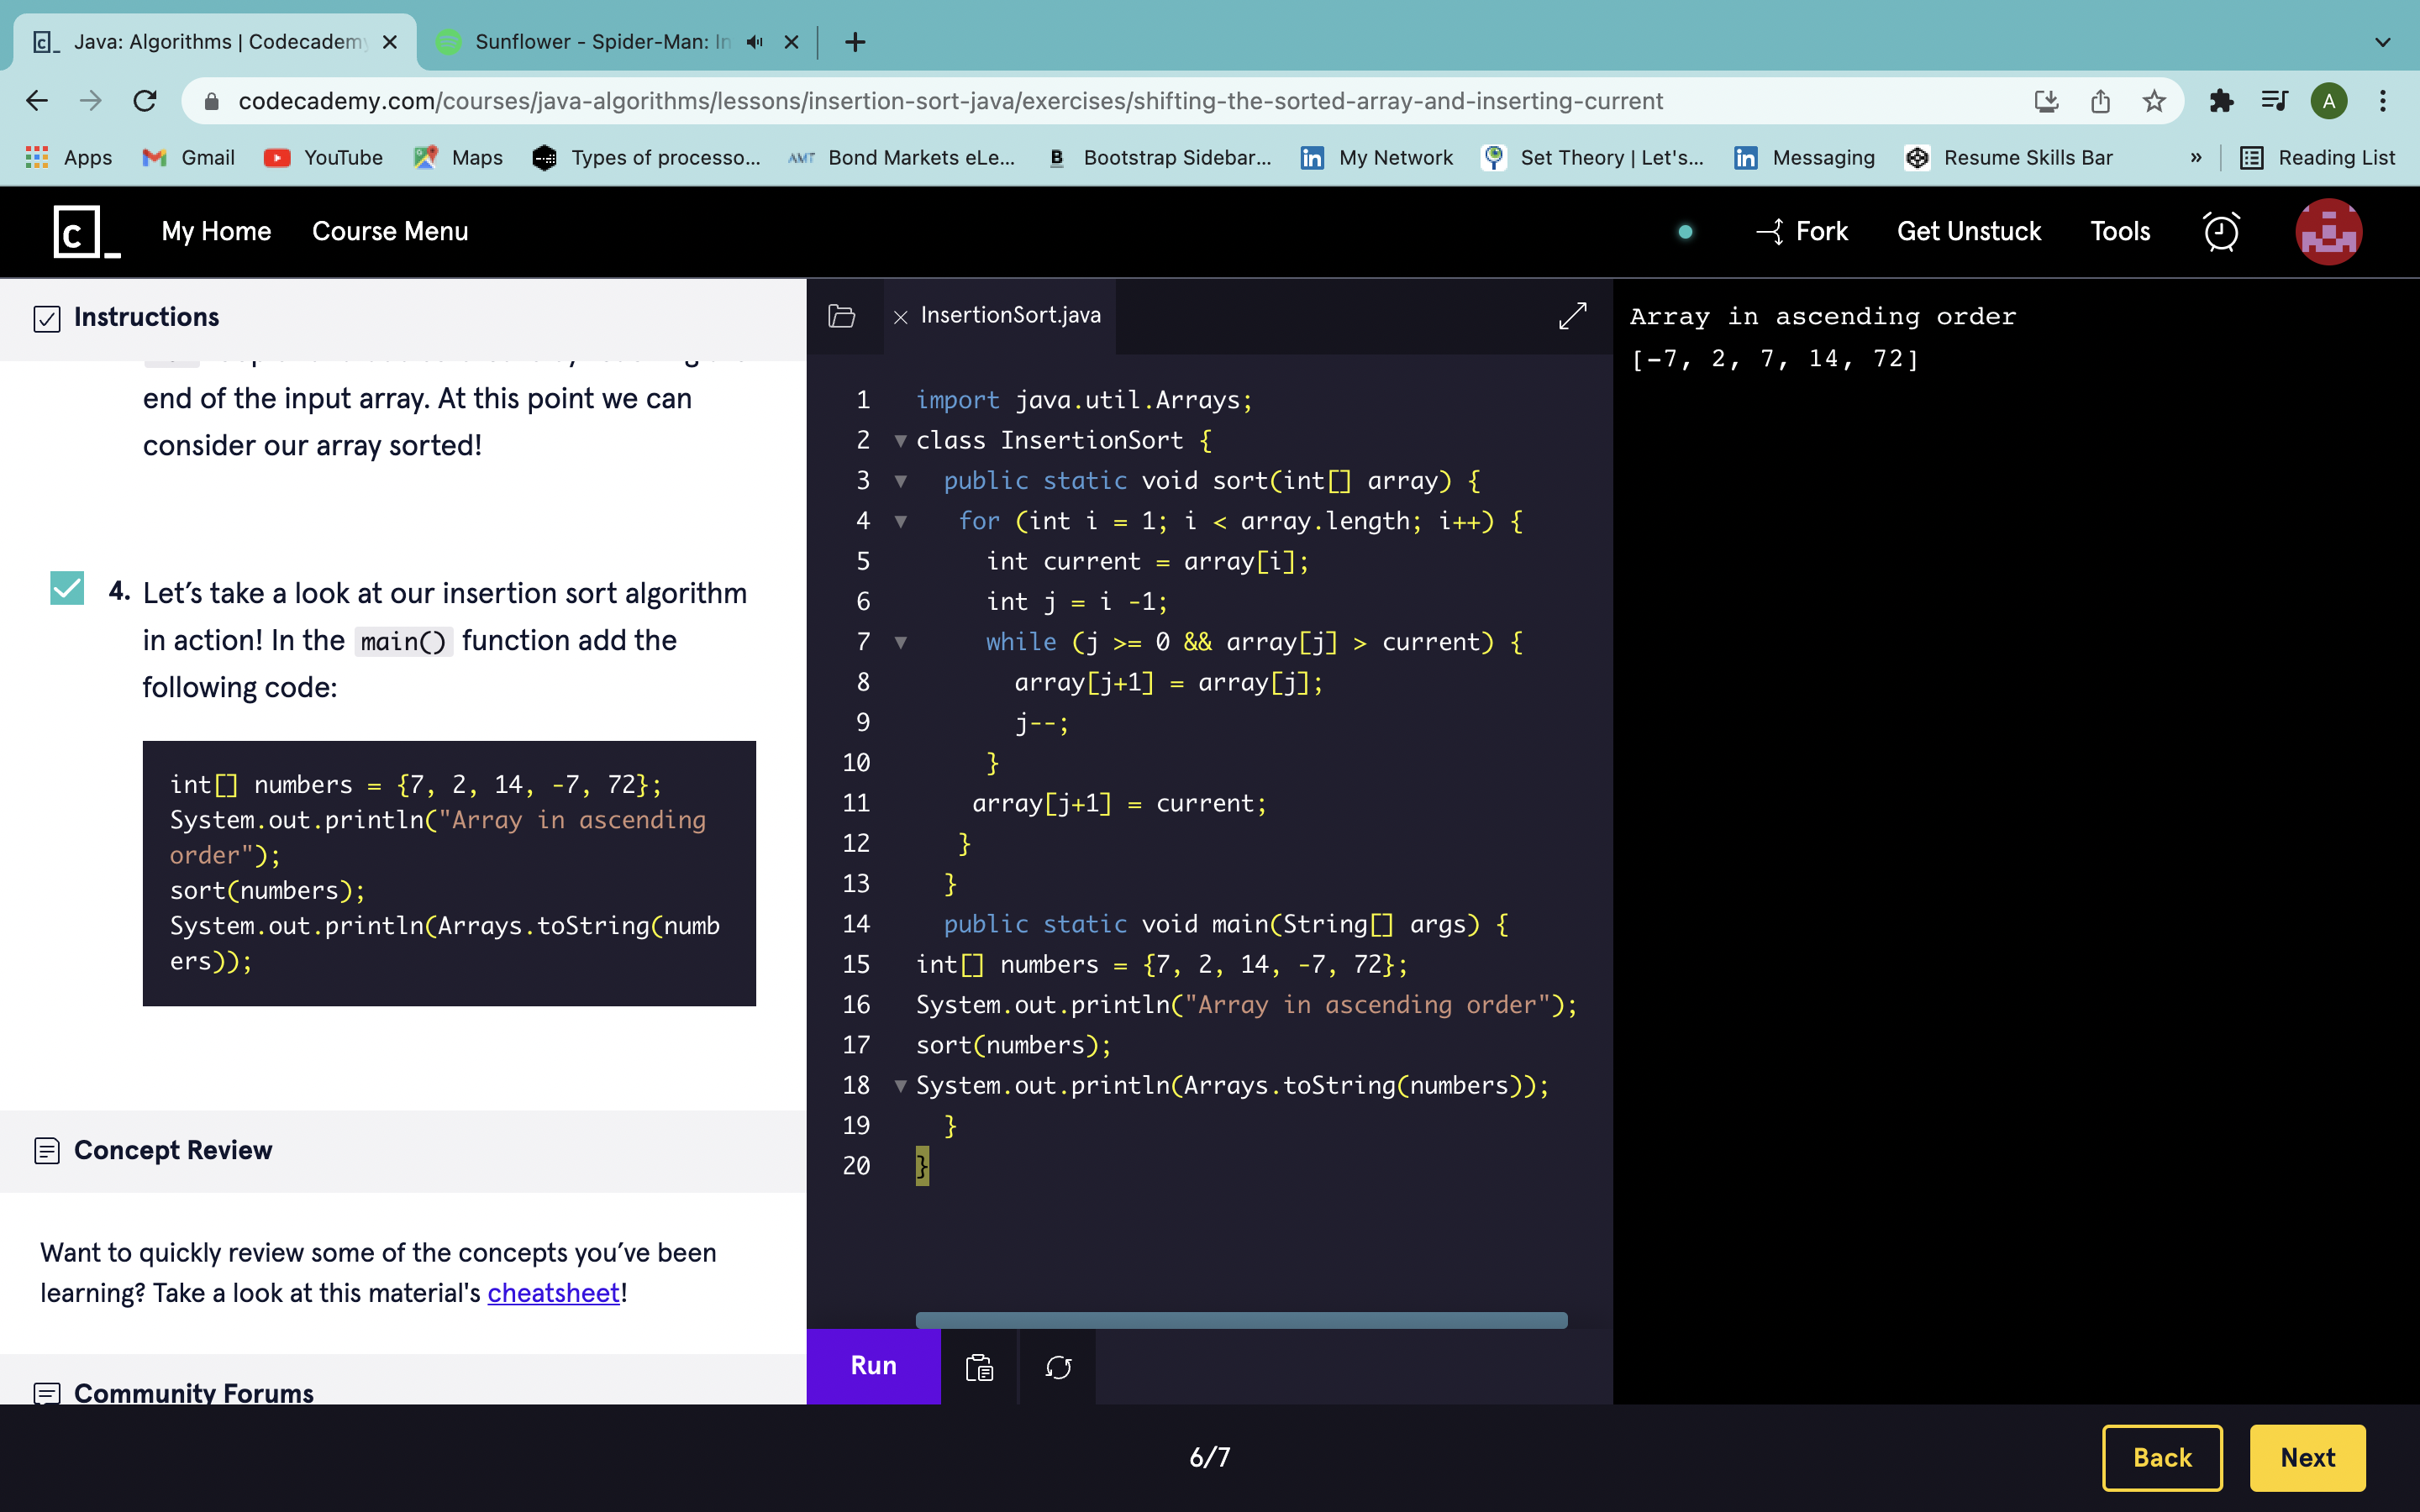 Java: Algorithms | Codecademy
Sunflower - Spider-Man: In
codecademy.com/courses/java-algorithms/lessons/insertion-sort-java/exercises/shifting-the-sorted-array-and-inserting-current
A
Apps
Gmail
YouTube
Maps
Types of processo...
AMT Bond Markets eLe...
B Bootstrap Sidebar...
in My Network
Set Theory | Let's...
in Messaging
Resume Skills Bar
»
Reading List
c_
My Home
Course Menu
Fork
Get Unstuck
Tools
Instructions
end of the input array. At this point we can
consider our array sorted!
4. Let’s take a look at our insertion sort algorithm
in action! In the main() function add the
following code:
int[] numbers = {7, 2, 14, -7, 72};
System.out.println("Array in ascending
order");
sort(numbers);
System.out.println(Arrays.toString(numb
ers));
Concept Review
Want to quickly review some of the concepts you’ve been
learning? Take a look at this material's cheatsheet!
Community Forums
InsertionSort.java
1 import java.util.Arrays;
2 class InsertionSort {
3 public static void sort(int[] array) {
4 for (int i = 1; i < array.length; i++) {
5 int current = array[i];
6 int j = i -1;
7 while (j >= 0 && array[j] > current) {
8 array[j+1] = array[j];
9 j--;
10 }
11 array[j+1] = current;
12 }
13 }
14 public static void main(String[] args) {
15 int[] numbers = {7, 2, 14, -7, 72};
16 System.out.println("Array in ascending order");
17 sort(numbers);
18 System.out.println(Arrays.toString(numbers));
19 }
20 }
Run
Array in ascending order
[-7, 2, 7, 14, 72]
6/7
Back
Next